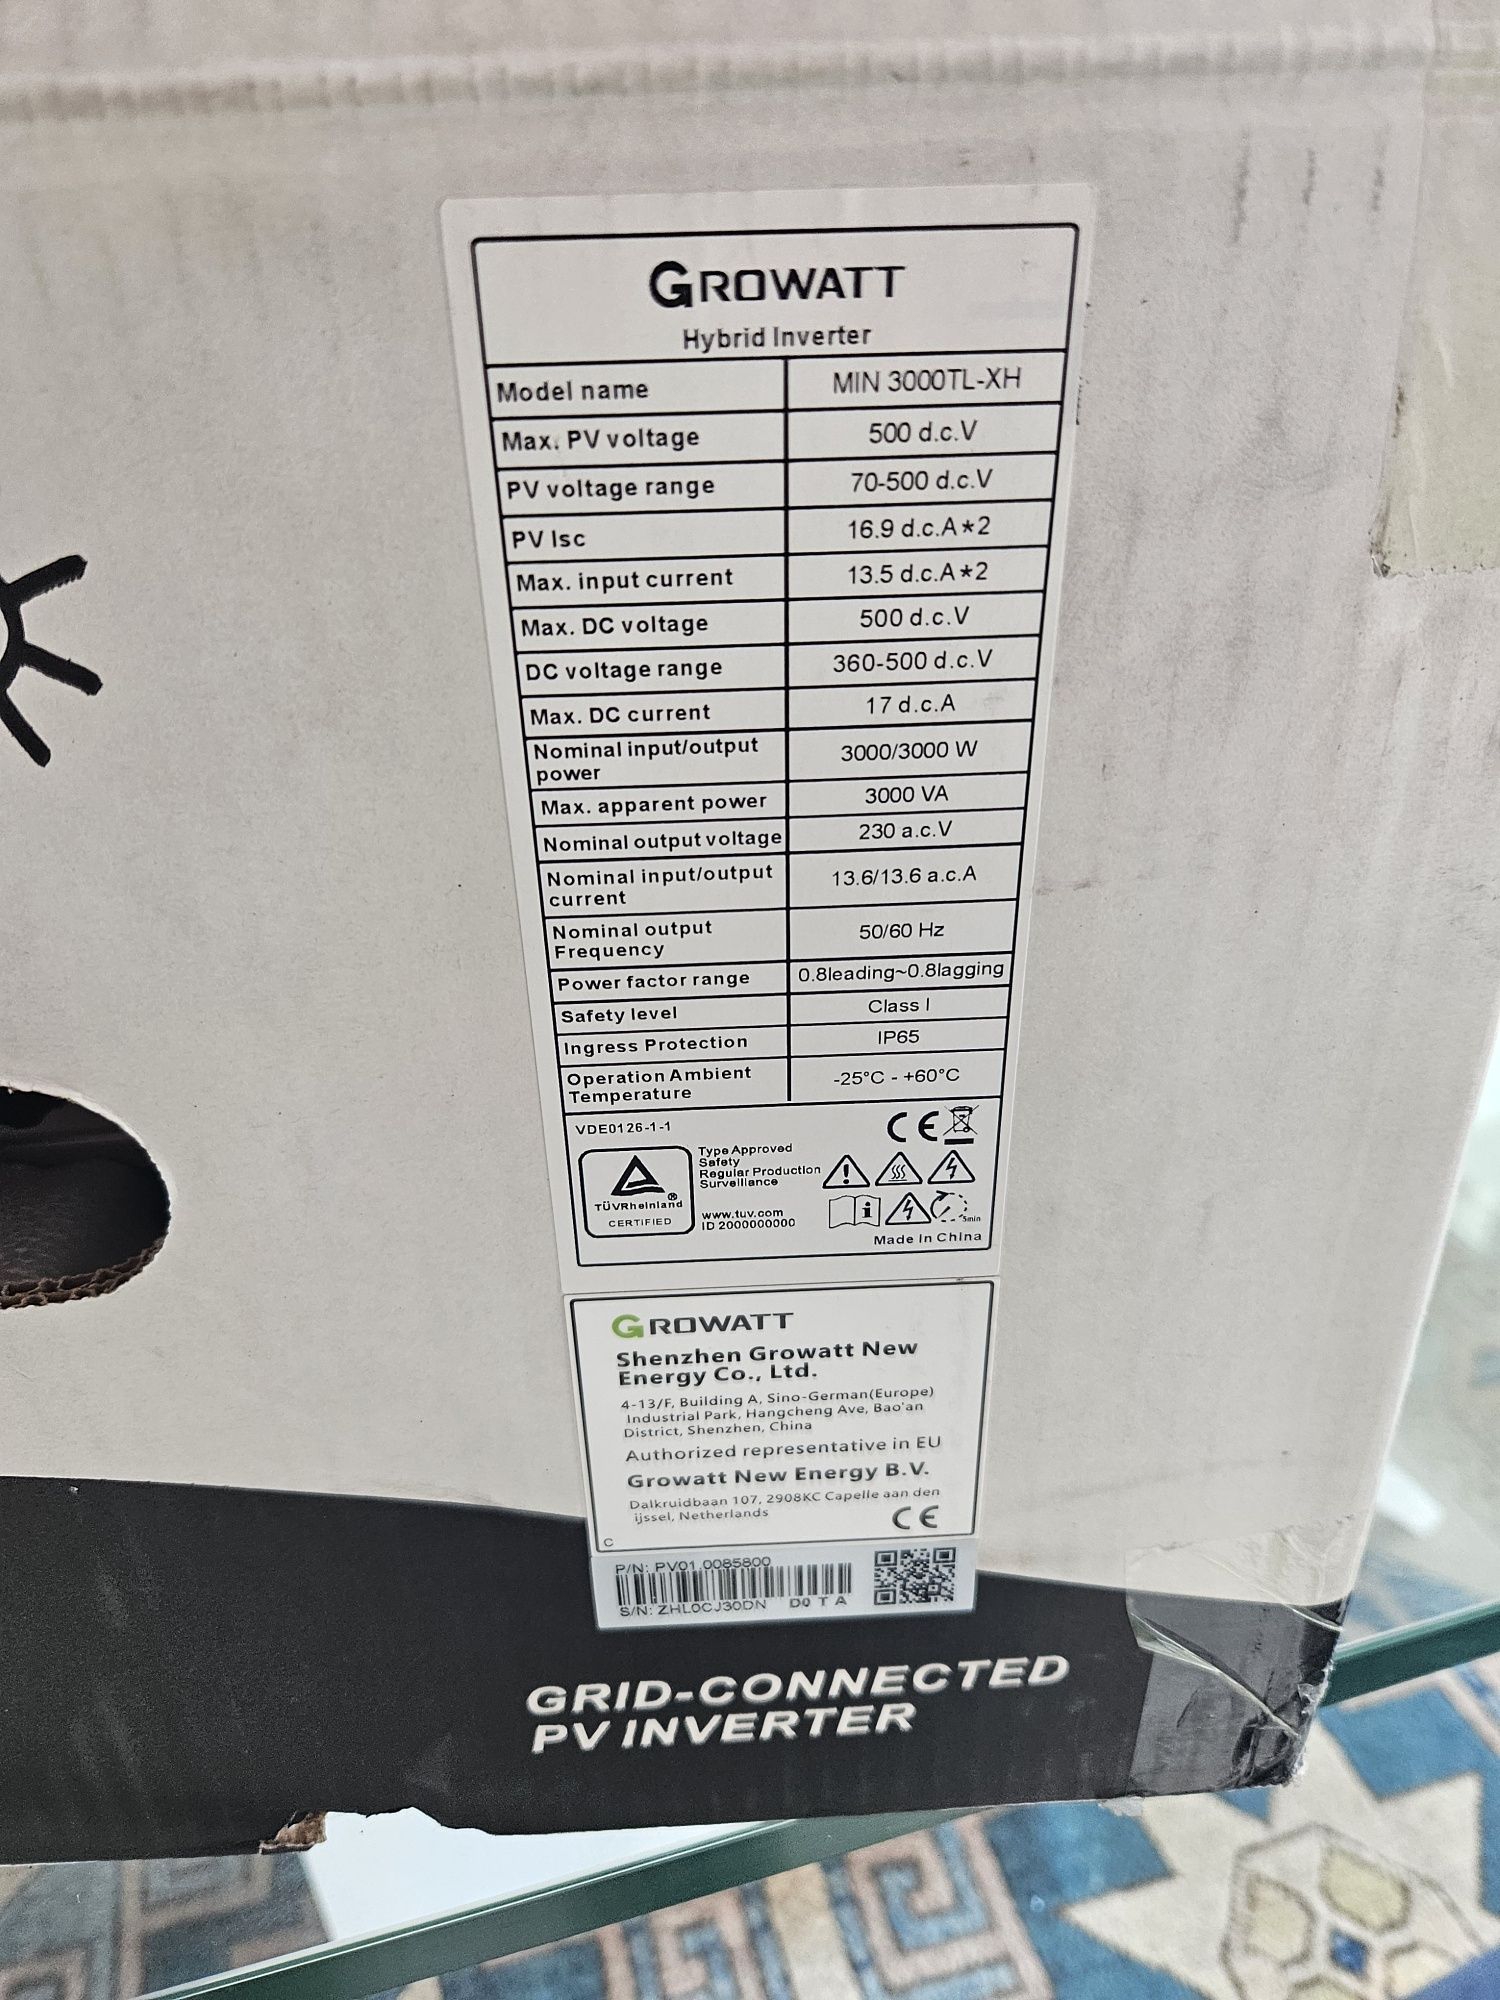 GROWATT
Hybrid Inverter
Model name MIN 3000TL-XH
Max. PV voltage 500 d.c.V
PV voltage range 70-500 d.c.V
PV Isc 16.9 d.c.A*2
Max. input current 13.5 d.c.A*2
Max. DC voltage 500 d.c.V
DC voltage range 360-500 d.c.V
Max. DC current 17 d.c.A
Nominal input/output
power 3000/3000 W
Max. apparent power 3000 VA
Nominal output voltage 230 a.c.V
Nominal input/output
current 13.6/13.6 a.c.A
Nominal output
Frequency 50/60 Hz
Power factor range 0.8leading~0.8lagging
Safety level Class I
Ingress Protection IP65
Operation Ambient
Temperature -25°C - +60°C
VDE0126-1-1
CE
TÜVRheinland®
CERTIFIED
Type Approved
Safety
Regular Production
Surveillance
www.tuv.com
ID 2000000000
5min
Made In China
GROWATT
Shenzhen Growatt New
Energy Co., Ltd.
4-13/F, Building A, Sino-German(Europe)
Industrial Park, Hangcheng Ave, Bao'an
District, Shenzhen, China
Authorized representative in EU
Growatt New Energy B.V.
Dalkruidbaan 107, 2908KC Capelle aan den
ijssel, Netherlands
CE
C
P/N: PV01.0085800
S/N: ZHL0CJ30DN D0 T A
GRID-CONNECTED
PV INVERTER